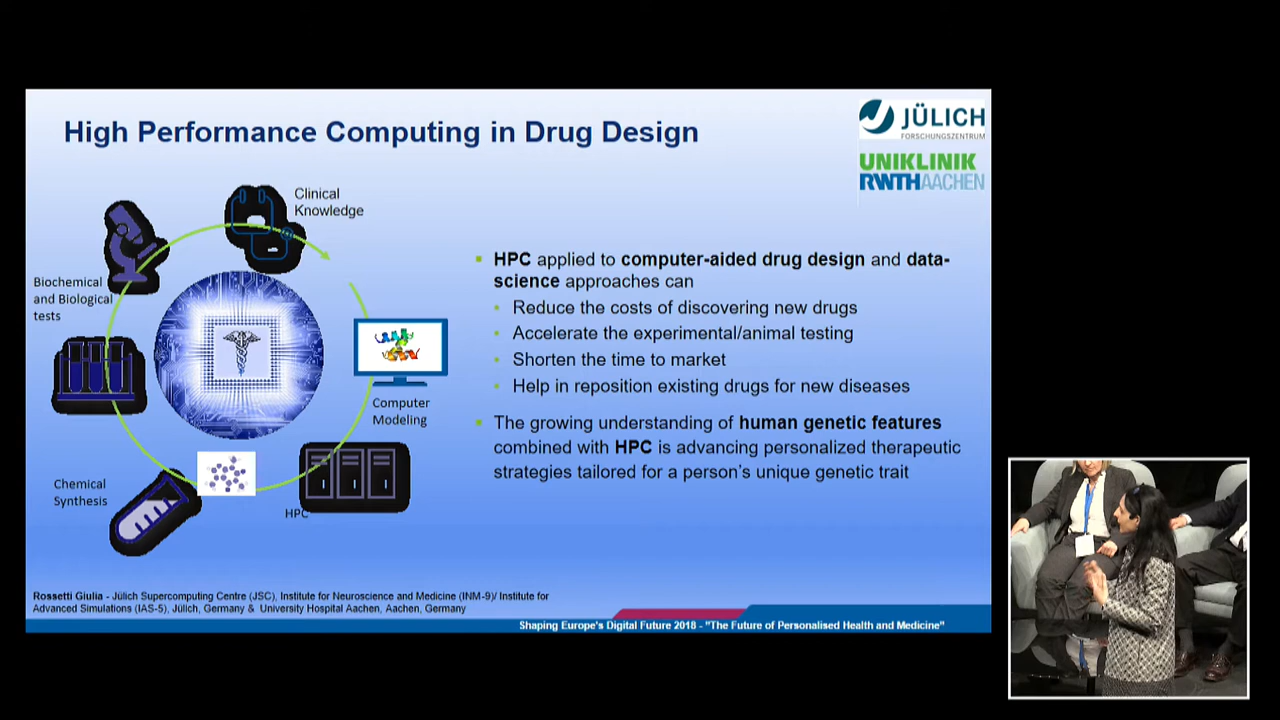 High Performance Computing in Drug Design
JÜLICH
FORSCHUNGSZENTRUM
UNIKLINIK
RWTHAACHEN
Clinical
Knowledge
Biochemical
and Biological
tests
Computer
Modeling
Chemical
Synthesis
HPC
HPC applied to computer-aided drug design and data-
science approaches can
Reduce the costs of discovering new drugs
Accelerate the experimental/animal testing
Shorten the time to market
Help in reposition existing drugs for new diseases
The growing understanding of human genetic features
combined with HPC is advancing personalized therapeutic
strategies tailored for a person's unique genetic trait
Rossetti Giulia - Jülich Supercomputing Centre (JSC), Institute for Neuroscience and Medicine (INM-9)/ Institute for
Advanced Simulations (IAS-5), Jülich, Germany & University Hospital Aachen, Aachen, Germany
Shaping Europe's Digital Future 2018 - "The Future of Personalised Health and Medicine"